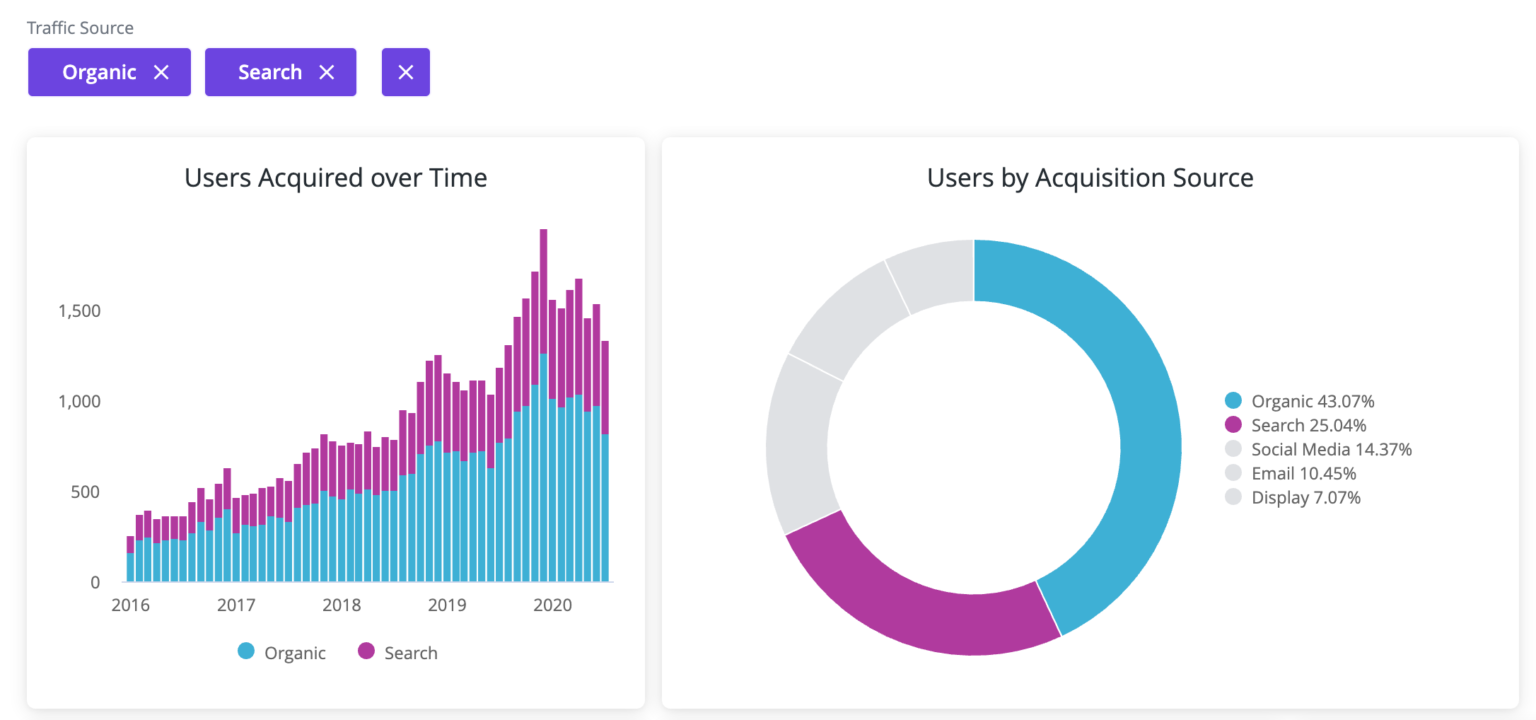 Traffic Source
Organic
Search
Users Acquired over Time
1,500
1,000
500
0
2016 2017 2018 2019 2020
Organic Search
Users by Acquisition Source
Organic 43.07%
Search 25.04%
Social Media 14.37%
Email 10.45%
Display 7.07%